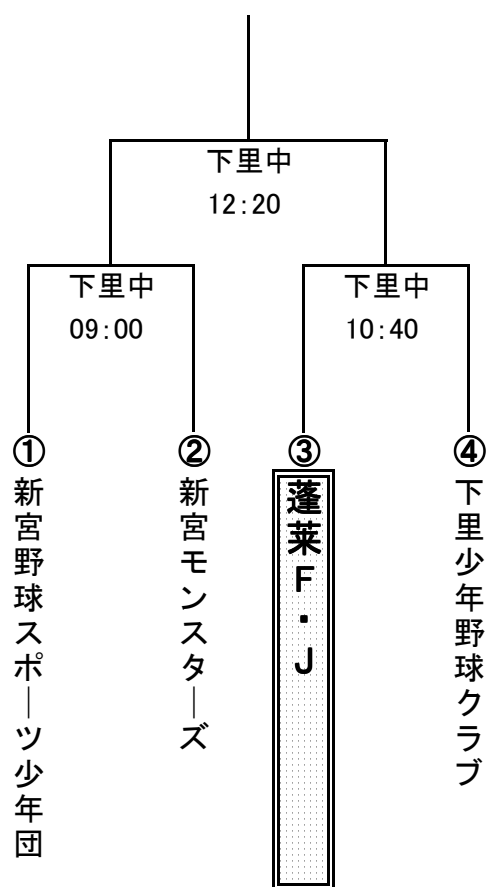 下里中
12:20
下里中
09:00
下里中
10:40
①
新宮野球スポーツ少年団
②
新宮モンスターズ
③
蓬莱F・J
④
下里少年野球クラブ